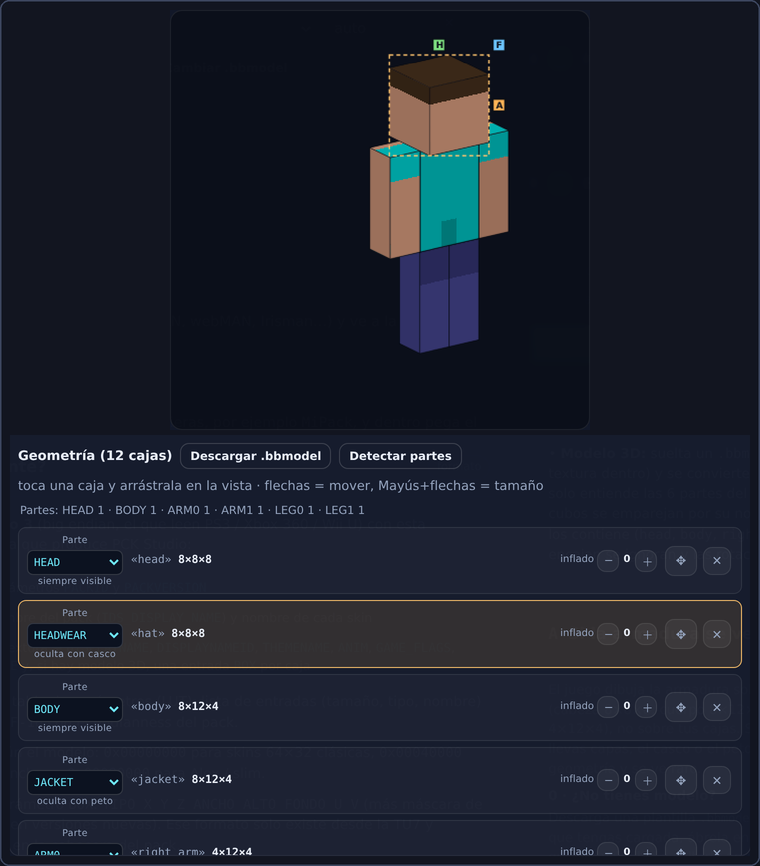 H
F
A
Geometría (12 cajas)
Descargar .bbmodel
Detectar partes
toca una caja y arrástrala en la vista · flechas = mover, Mayús+flechas = tamaño
Partes: HEAD 1 · BODY 1 · ARM0 1 · ARM1 1 · LEG0 1 · LEG1 1
Parte
HEAD
«head» 8×8×8
inflado − 0 + ✥ ×
siempre visible
Parte
HEADWEAR
«hat» 8×8×8
inflado − 0 + ✥ ×
oculta con casco
Parte
BODY
«body» 8×12×4
inflado − 0 + ✥ ×
siempre visible
Parte
JACKET
«jacket» 8×12×4
inflado − 0 + ✥ ×
oculta con peto
Parte
ARM0
«right_arm» 4×12×4
inflado − 0 + ✥ ×